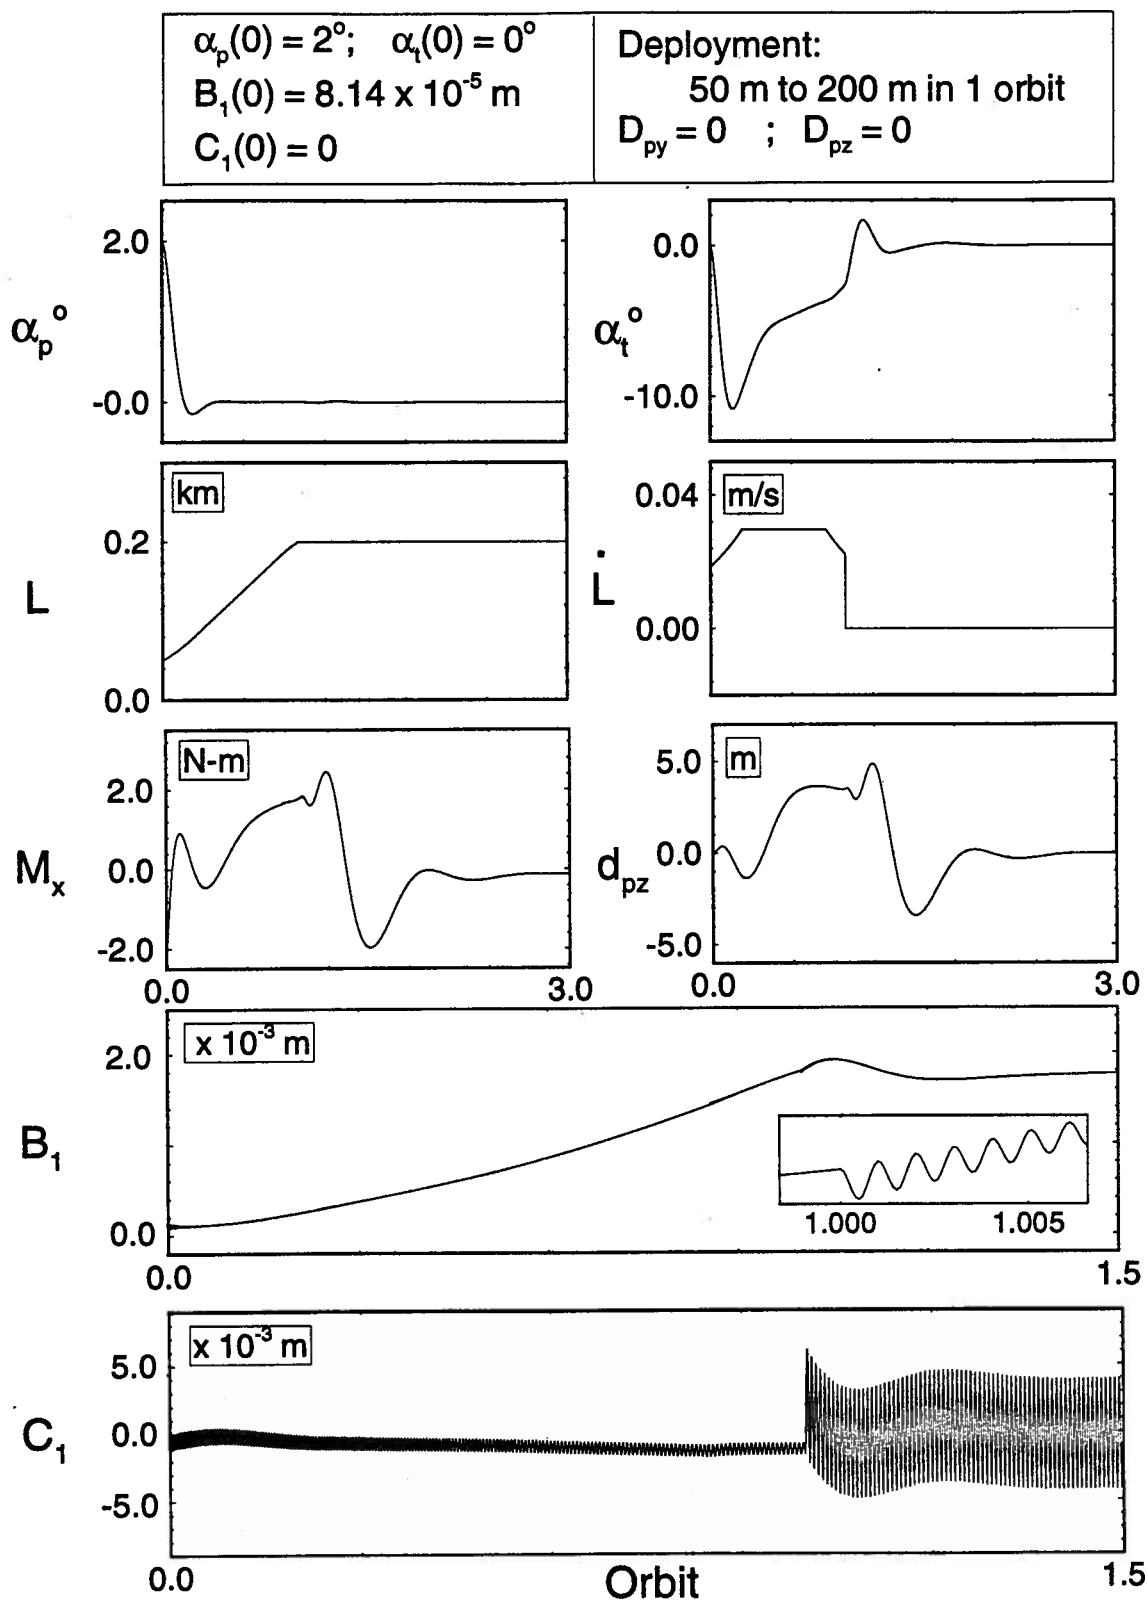 αₚ(0) = 2°; αₜ(0) = 0°
B₁(0) = 8.14 x 10⁻⁵ m
C₁(0) = 0
Deployment:
50 m to 200 m in 1 orbit
D_py = 0 ; D_pz = 0
2.0
αₚ°
-0.0
0.0
αₜ°
-10.0
km
0.2
L
0.0
m/s
0.04
L̇
0.00
N-m
2.0
Mₓ
0.0
-2.0
0.0 3.0
m
5.0
d_pz
0.0
-5.0
0.0 3.0
x 10⁻³ m
2.0
B₁
0.0
1.000 1.005
0.0 1.5
x 10⁻³ m
5.0
C₁
0.0
-5.0
0.0 Orbit 1.5